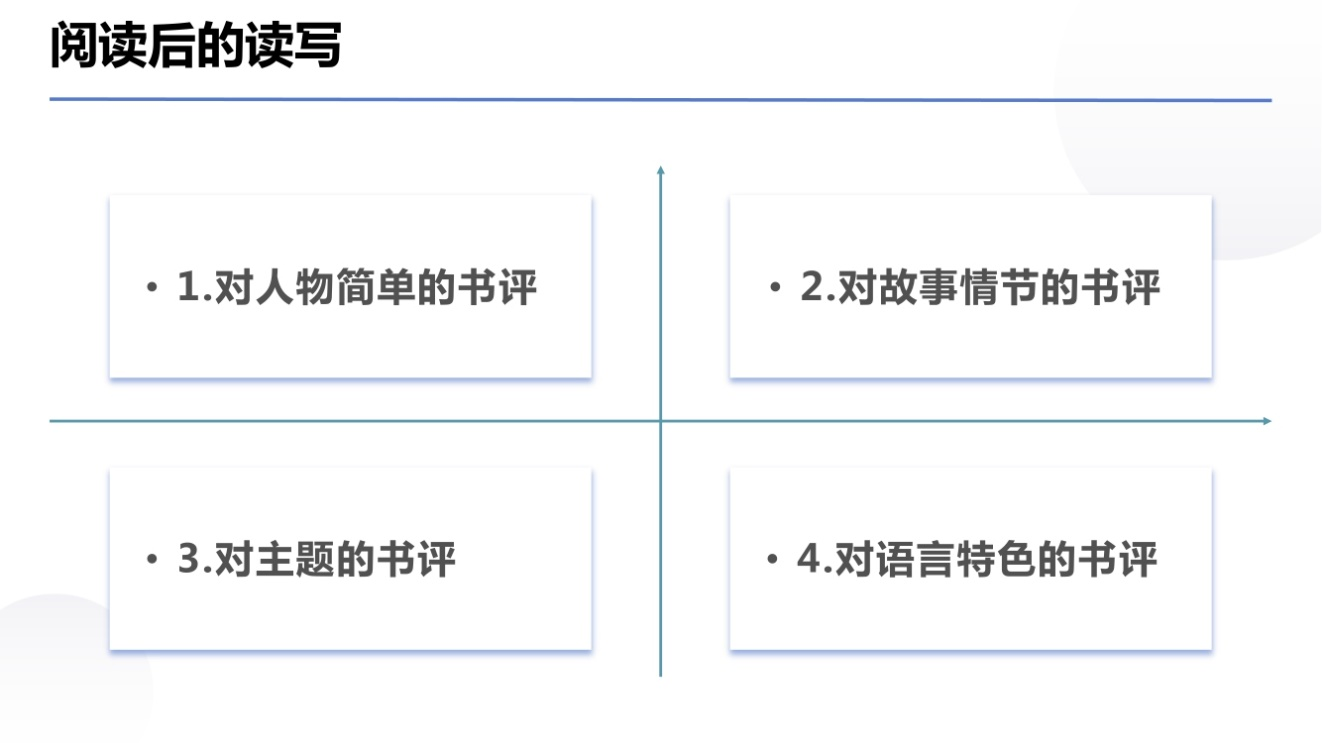 阅读后的读写
• 1.对人物简单的书评
• 2.对故事情节的书评
• 3.对主题的书评
• 4.对语言特色的书评